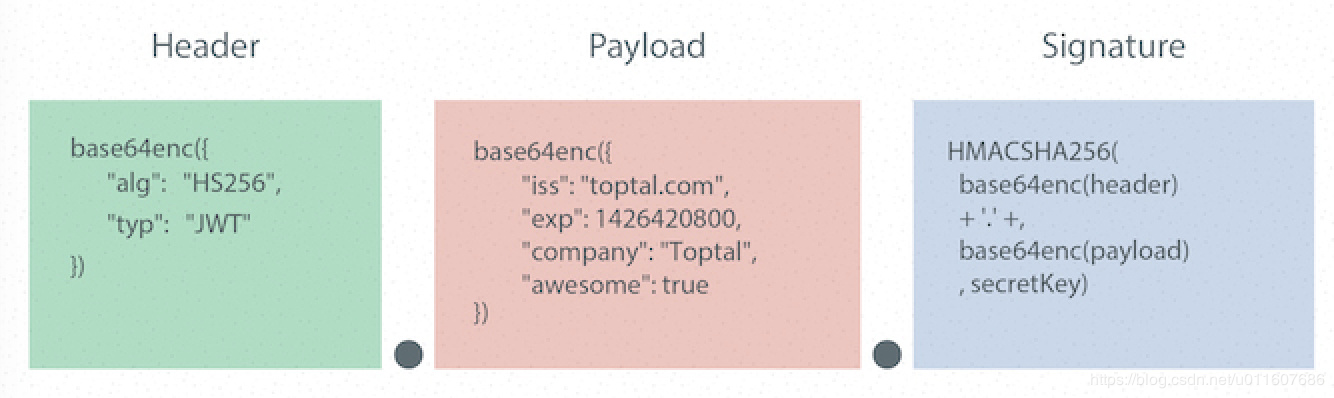 Header
base64enc({
"alg": "HS256",
"typ": "JWT"
})
Payload
base64enc({
"iss": "toptal.com",
"exp": 1426420800,
"company": "Toptal",
"awesome": true
})
Signature
HMACSHA256(
base64enc(header)
+ '.' +,
base64enc(payload)
, secretKey)
https://blog.csdn.net/u011607686